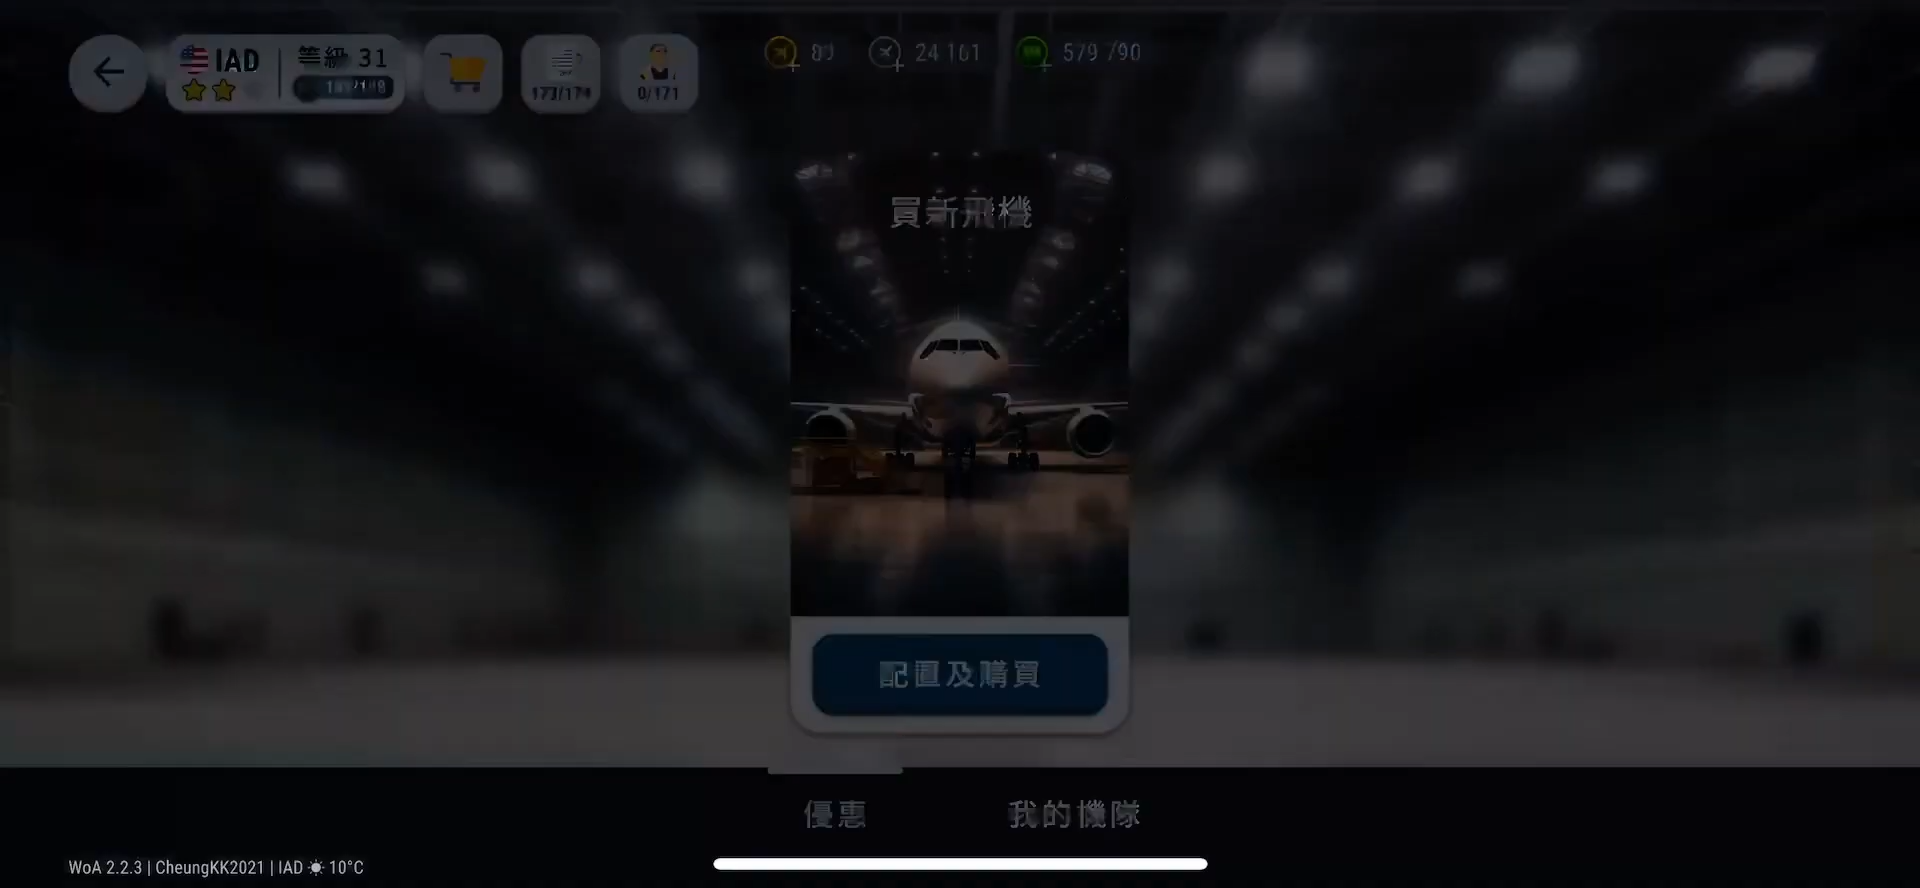 IAD
等級 31
173/174
0/171
24 161
579 /90
買新飛機
配置及購買
優惠
我的機隊
WoA 2.2.3 | CheungKK2021 | IAD 10°C